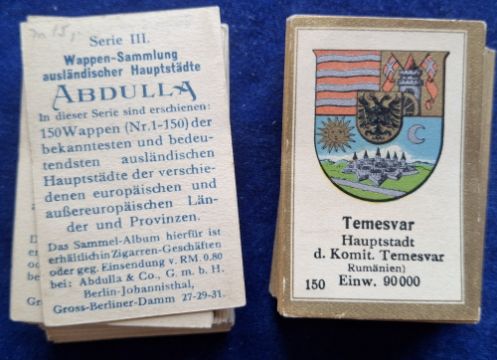 m 15,-
Serie III.
Wappen-Sammlung
ausländischer Hauptstädte
ABDULLA
In dieser Serie sind erschienen:
150 Wappen (Nr. 1-150) der
bekanntesten und bedeu-
tendsten ausländischen
Hauptstädte der verschie-
denen europäischen und
außereuropäischen Län-
der und Provinzen.
Das Sammel-Album hierfür ist
erhältlich in Zigarren-Geschäften
oder geg. Einsendung v. RM. 0.80
bei: Abdulla & Co., G. m. b. H.
Berlin-Johannisthal,
Gross-Berliner-Damm 27-29-31.
Temesvar
Hauptstadt
d. Komit. Temesvar
Rumänien)
150 Einw. 90000